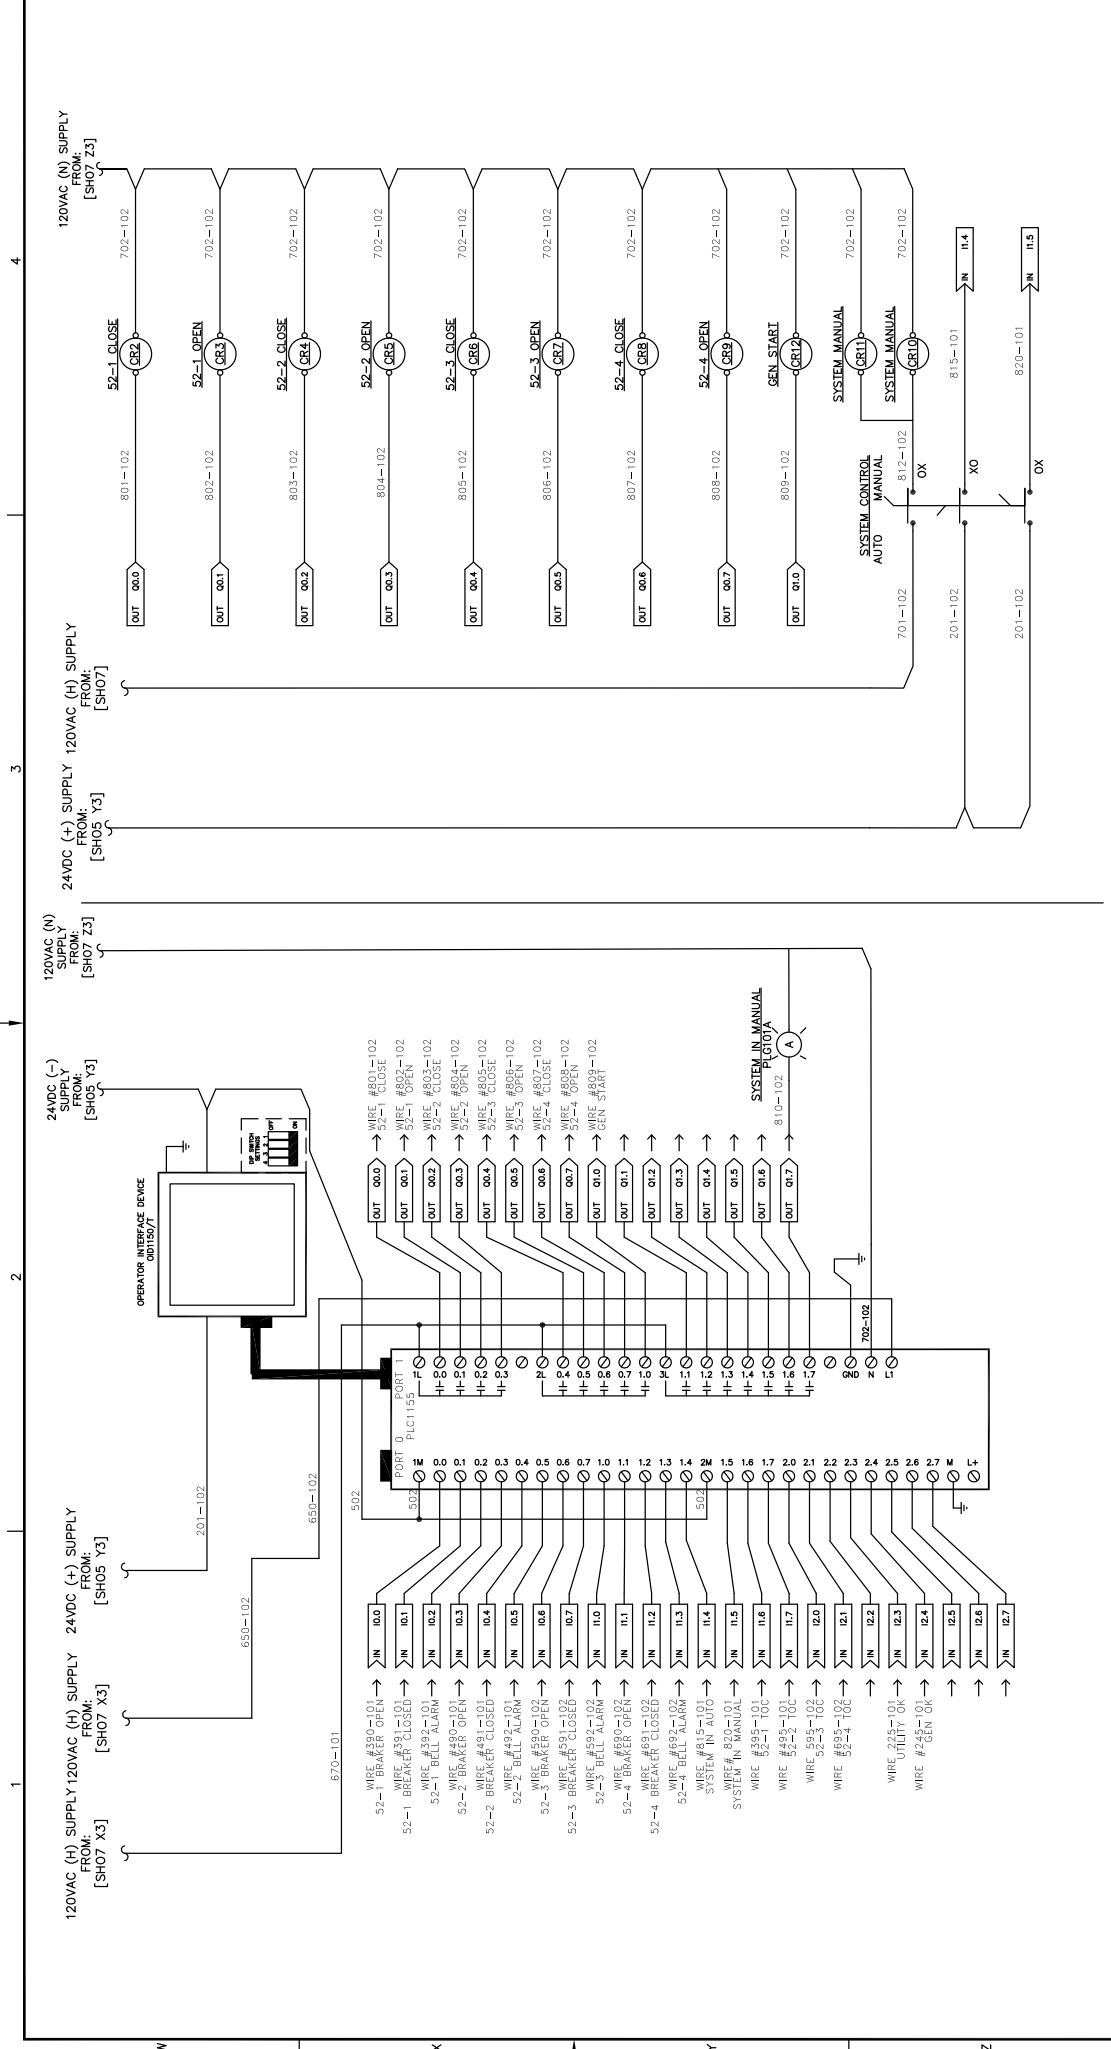 120VAC (H) SUPPLY
FROM:
[SH07 X3]
670-101
120VAC (H) SUPPLY
FROM:
[SH07 X3]
650-102
650-102
24VDC (+) SUPPLY
FROM:
[SH05 Y3]
201-102
OPERATOR INTERFACE DEVICE
OID1150/T
DIP SWITCH
SETTINGS
4 3 2 1
OFF
ON
24VDC (-)
SUPPLY
FROM:
[SH05 Y3]
120VAC (N)
SUPPLY
FROM:
[SH07 Z3]
502
502
502
WIRE #390-101
52-1 BRAKER OPEN
IN I0.0
WIRE #391-101
52-1 BREAKER CLOSED
IN I0.1
WIRE #392-101
52-1 BELL ALARM
IN I0.2
WIRE #490-101
52-2 BRAKER OPEN
IN I0.3
WIRE #491-101
52-2 BREAKER CLOSED
IN I0.4
WIRE #492-101
52-2 BELL ALARM
IN I0.5
WIRE #590-102
52-3 BRAKER OPEN
IN I0.6
WIRE #591-102
52-3 BREAKER CLOSED
IN I0.7
WIRE #592-102
52-3 BELL ALARM
IN I1.0
WIRE #690-102
52-4 BRAKER OPEN
IN I1.1
WIRE #691-102
52-4 BREAKER CLOSED
IN I1.2
WIRE #692-102
52-4 BELL ALARM
IN I1.3
WIRE #815-101
SYSTEM IN AUTO
IN I1.4
WIRE# 820-101
SYSTEM IN MANUAL
IN I1.5
WIRE #395-101
52-1 TOC
IN I1.6
WIRE #495-101
52-2 TOC
IN I1.7
WIRE 595-102
52-3 TOC
IN I2.0
WIRE #695-102
52-4 TOC
IN I2.1
IN I2.2
WIRE 225-101
UTILITY OK
IN I2.3
WIRE #245-101
GEN OK
IN I2.4
IN I2.5
IN I2.6
IN I2.7
PORT 0
PORT 1
PLC1155
1M
0.0
0.1
0.2
0.3
0.4
0.5
0.6
0.7
1.0
1.1
1.2
1.3
1.4
2M
1.5
1.6
1.7
2.0
2.1
2.2
2.3
2.4
2.5
2.6
2.7
M
L+
1L
0.0
0.1
0.2
0.3
2L
0.4
0.5
0.6
0.7
1.0
3L
1.1
1.2
1.3
1.4
1.5
1.6
1.7
GND
N
L1
702-102
OUT Q0.0
WIRE #801-102
52-1 CLOSE
OUT Q0.1
WIRE #802-102
52-1 OPEN
OUT Q0.2
WIRE #803-102
52-2 CLOSE
OUT Q0.3
WIRE #804-102
52-2 OPEN
OUT Q0.4
WIRE #805-102
52-3 CLOSE
OUT Q0.5
WIRE #806-102
52-3 OPEN
OUT Q0.6
WIRE #807-102
52-4 CLOSE
OUT Q0.7
WIRE #808-102
52-4 OPEN
OUT Q1.0
WIRE #809-102
GEN START
OUT Q1.1
OUT Q1.2
OUT Q1.3
OUT Q1.4
OUT Q1.5
OUT Q1.6
OUT Q1.7
810-102
SYSTEM IN MANUAL
PLG101A
A
24VDC (+) SUPPLY
FROM:
[SH05 Y3]
120VAC (H) SUPPLY
FROM:
[SH07]
120VAC (N) SUPPLY
FROM:
[SH07 Z3]
OUT Q0.0
801-102
52-1 CLOSE
CR2
702-102
OUT Q0.1
802-102
52-1 OPEN
CR3
702-102
OUT Q0.2
803-102
52-2 CLOSE
CR4
702-102
OUT Q0.3
804-102
52-2 OPEN
CR5
702-102
OUT Q0.4
805-102
52-3 CLOSE
CR6
702-102
OUT Q0.5
806-102
52-3 OPEN
CR7
702-102
OUT Q0.6
807-102
52-4 CLOSE
CR8
702-102
OUT Q0.7
808-102
52-4 OPEN
CR9
702-102
OUT Q1.0
809-102
GEN START
CR12
702-102
SYSTEM MANUAL
CR11
702-102
SYSTEM CONTROL
AUTO MANUAL
701-102
OX
812-102
SYSTEM MANUAL
CR10
702-102
201-102
XO
815-101
IN I1.4
201-102
OX
820-101
IN I1.5
1
2
3
4
W
X
Y
Z